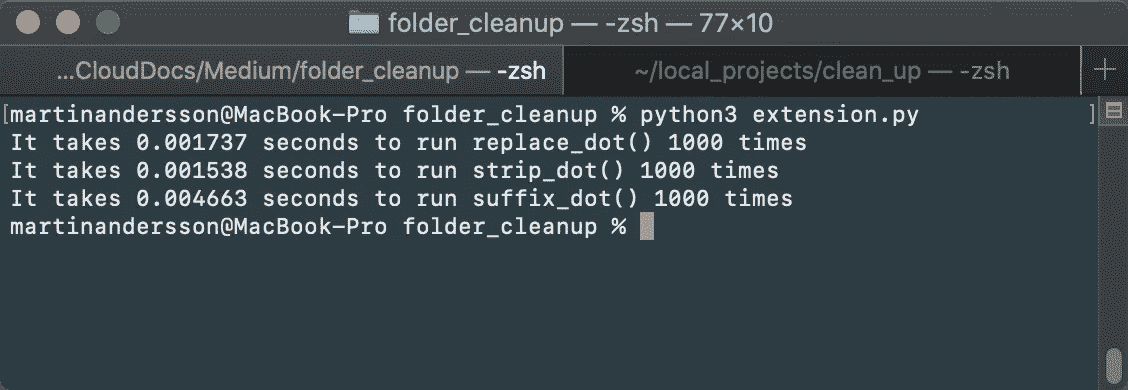 folder_cleanup — -zsh — 77×10
...CloudDocs/Medium/folder_cleanup — -zsh
~/local_projects/clean_up — -zsh
[martinandersson@MacBook-Pro folder_cleanup % python3 extension.py ]
It takes 0.001737 seconds to run replace_dot() 1000 times
It takes 0.001538 seconds to run strip_dot() 1000 times
It takes 0.004663 seconds to run suffix_dot() 1000 times
martinandersson@MacBook-Pro folder_cleanup %